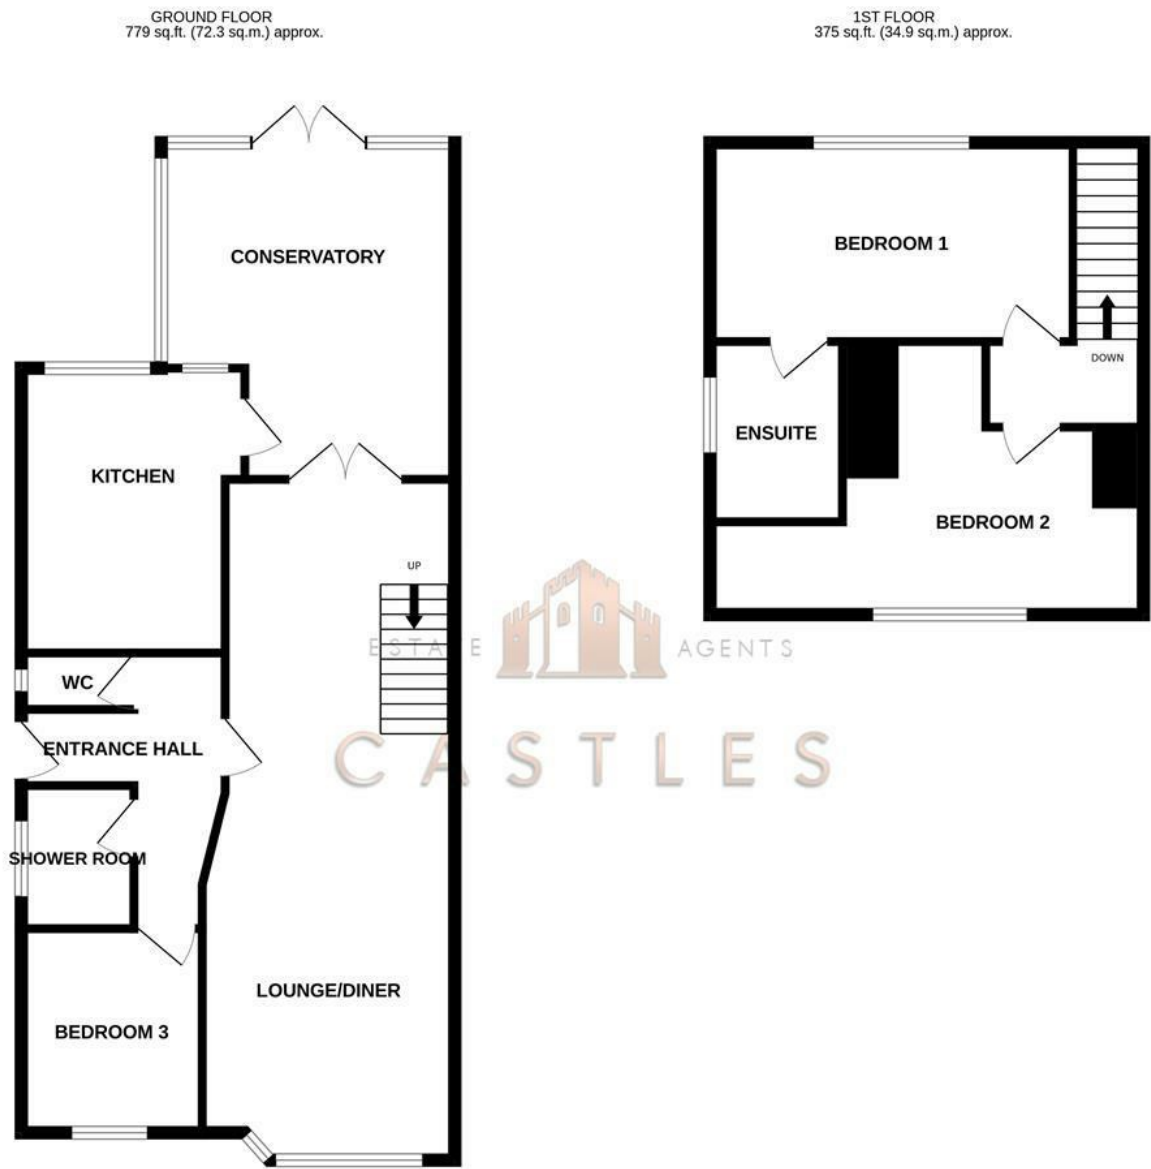 GROUND FLOOR
779 sq.ft. (72.3 sq.m.) approx.
1ST FLOOR
375 sq.ft. (34.9 sq.m.) approx.
CONSERVATORY
KITCHEN
UP
WC
ENTRANCE HALL
SHOWER ROOM
LOUNGE/DINER
BEDROOM 3
BEDROOM 1
DOWN
ENSUITE
BEDROOM 2
ESTATE AGENTS
CASTLES